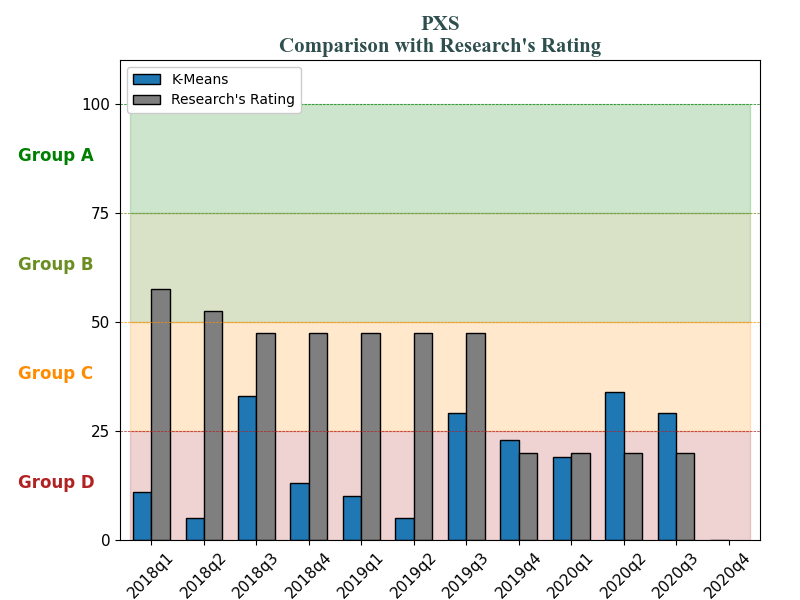 PXS
Comparison with Research's Rating
K-Means
Research's Rating
100
Group A
75
Group B
50
Group C
25
Group D
0
2018q1 2018q2 2018q3 2018q4 2019q1 2019q2 2019q3 2019q4 2020q1 2020q2 2020q3 2020q4